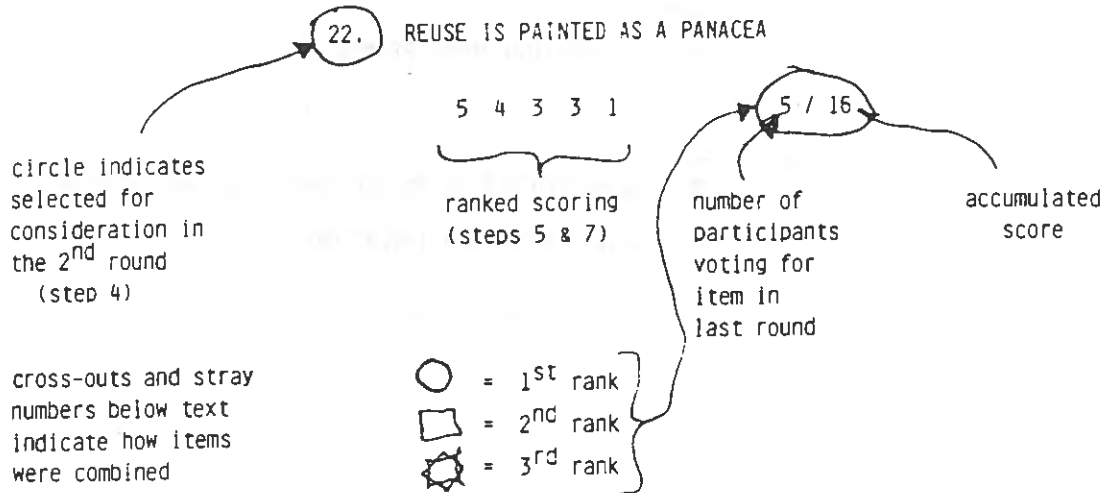 22. REUSE IS PAINTED AS A PANACEA
5 4 3 3 1
5 / 16
circle indicates
selected for
consideration in
the 2nd round
(step 4)
ranked scoring
(steps 5 & 7)
number of
participants
voting for
item in
last round
accumulated
score
cross-outs and stray
numbers below text
indicate how items
were combined
= 1st rank
= 2nd rank
= 3rd rank